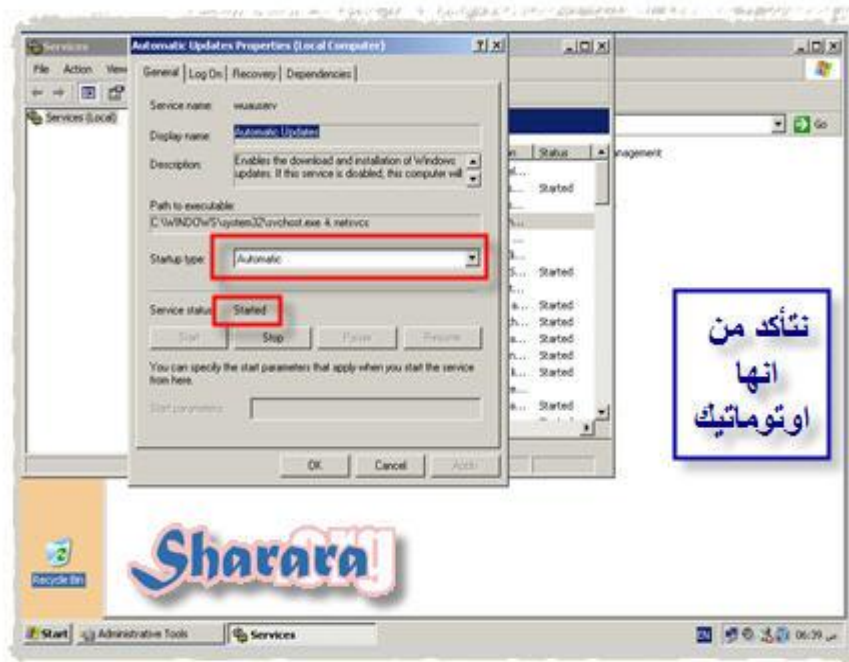 Services
Automatic Updates Properties (Local Computer)
File Action View
General Log On Recovery Dependencies
Services (Local)
Service name: wuauserv
Display name: Automatic Updates
Description: Enables the download and installation of Windows
updates. If this service is disabled, this computer will
Path to executable:
C:\WINDOWS\system32\svchost.exe -k netsvcs
Startup type: Automatic
Service status: Started
Start Stop Pause Resume
You can specify the start parameters that apply when you start the service
from here.
Start parameters:
OK Cancel Apply
Status
Started
Started
Started
Started
Started
Started
Started
Started
Go
نتأكد من
انها
اوتوماتيك
Sharara
.org
Recycle Bin
Start Administrative Tools Services
EN 06:39 ص